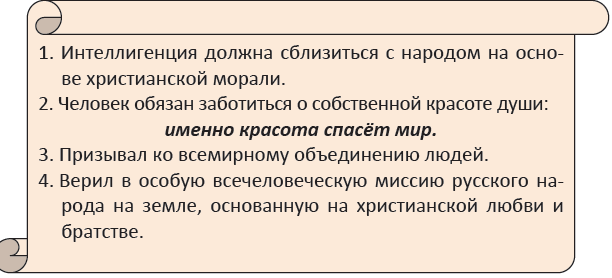 1. Интеллигенция должна сблизиться с народом на осно-
ве христианской морали.
2. Человек обязан заботиться о собственной красоте души:
именно красота спасёт мир.
3. Призывал ко всемирному объединению людей.
4. Верил в особую всечеловеческую миссию русского на-
рода на земле, основанную на христианской любви и
братстве.